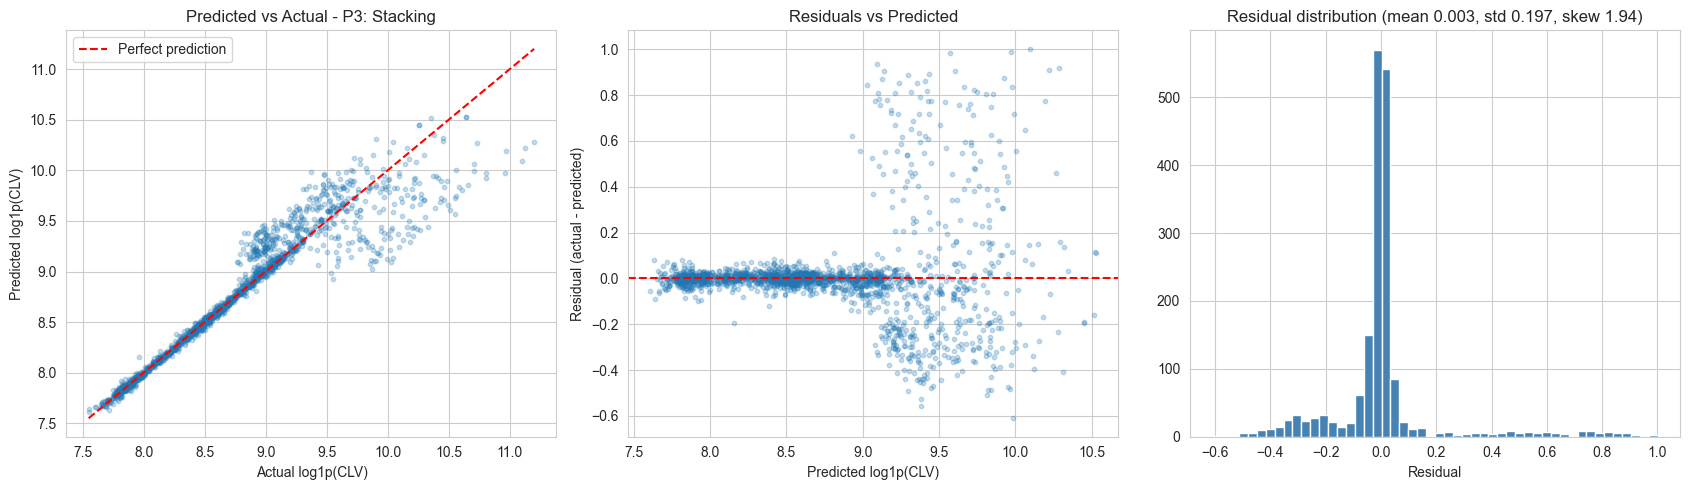 Predicted vs Actual - P3: Stacking
Perfect prediction
11.0
10.5
10.0
9.5
9.0
8.5
8.0
7.5
Predicted log1p(CLV)
7.5 8.0 8.5 9.0 9.5 10.0 10.5 11.0
Actual log1p(CLV)
Residuals vs Predicted
1.0
0.8
0.6
0.4
0.2
0.0
−0.2
−0.4
−0.6
Residual (actual - predicted)
7.5 8.0 8.5 9.0 9.5 10.0 10.5
Predicted log1p(CLV)
Residual distribution (mean 0.003, std 0.197, skew 1.94)
500
400
300
200
100
0
−0.6 −0.4 −0.2 0.0 0.2 0.4 0.6 0.8 1.0
Residual